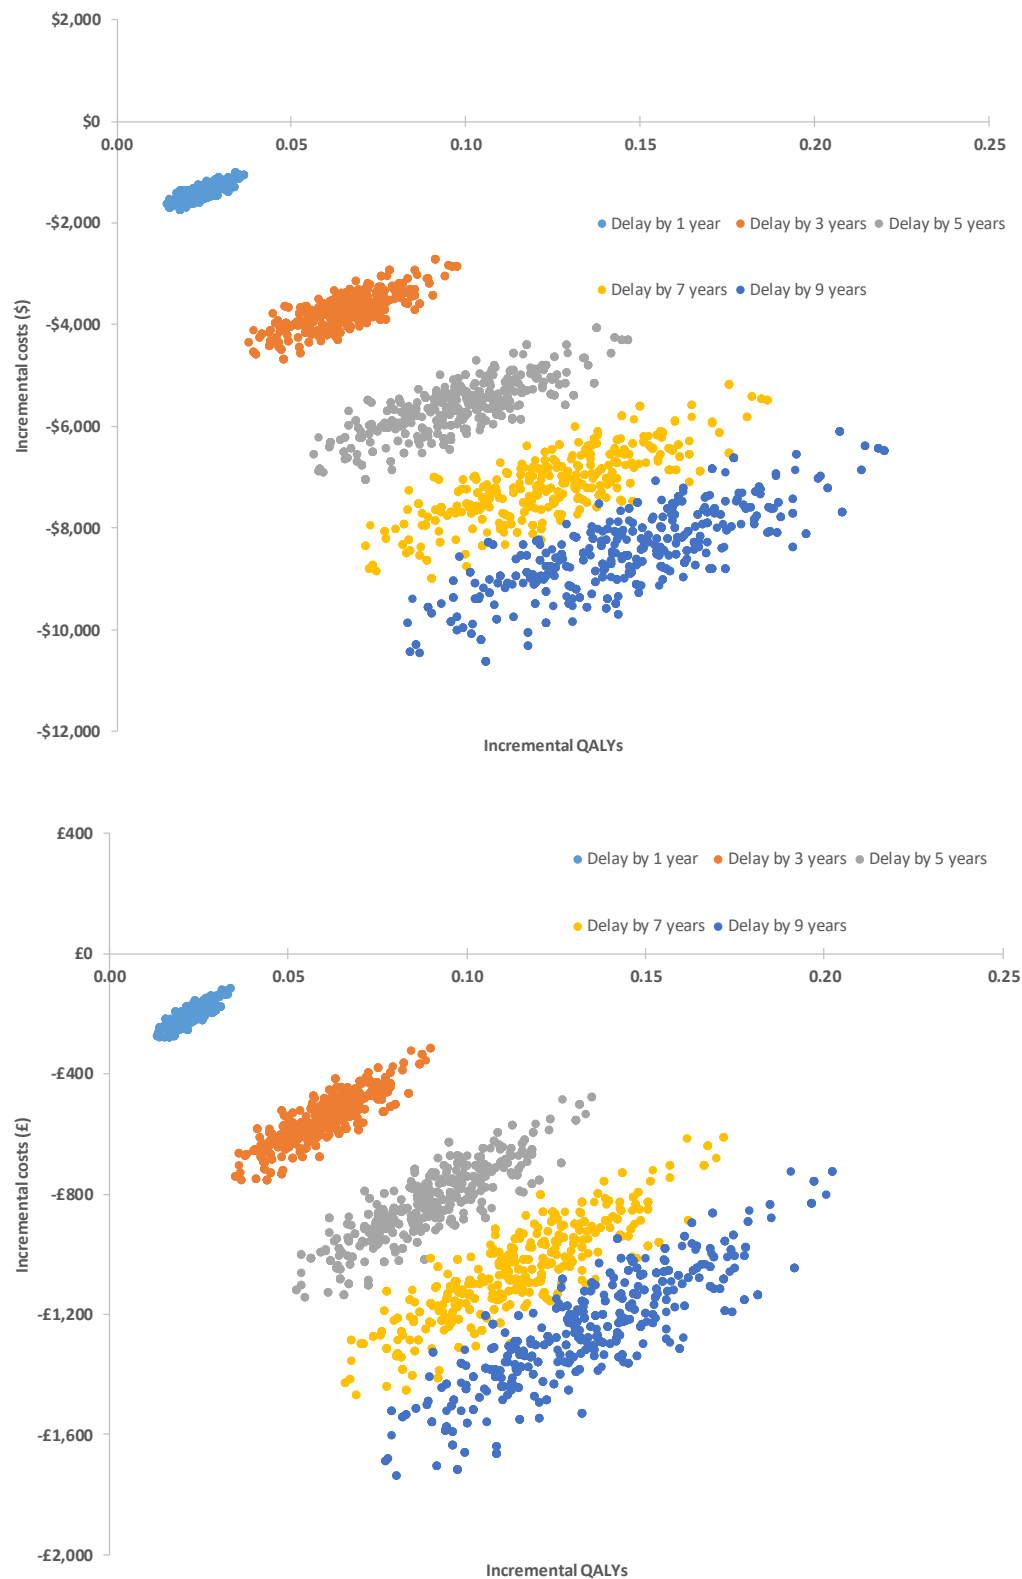 $2,000
$0
0.00 0.05 0.10 0.15 0.20 0.25
-$2,000
Delay by 1 year Delay by 3 years Delay by 5 years
Delay by 7 years Delay by 9 years
-$4,000
Incremental costs ($)
-$6,000
-$8,000
-$10,000
-$12,000
Incremental QALYs
£400
Delay by 1 year Delay by 3 years Delay by 5 years
Delay by 7 years Delay by 9 years
£0
0.00 0.05 0.10 0.15 0.20 0.25
-£400
-£800
Incremental costs (£)
-£1,200
-£1,600
-£2,000
Incremental QALYs